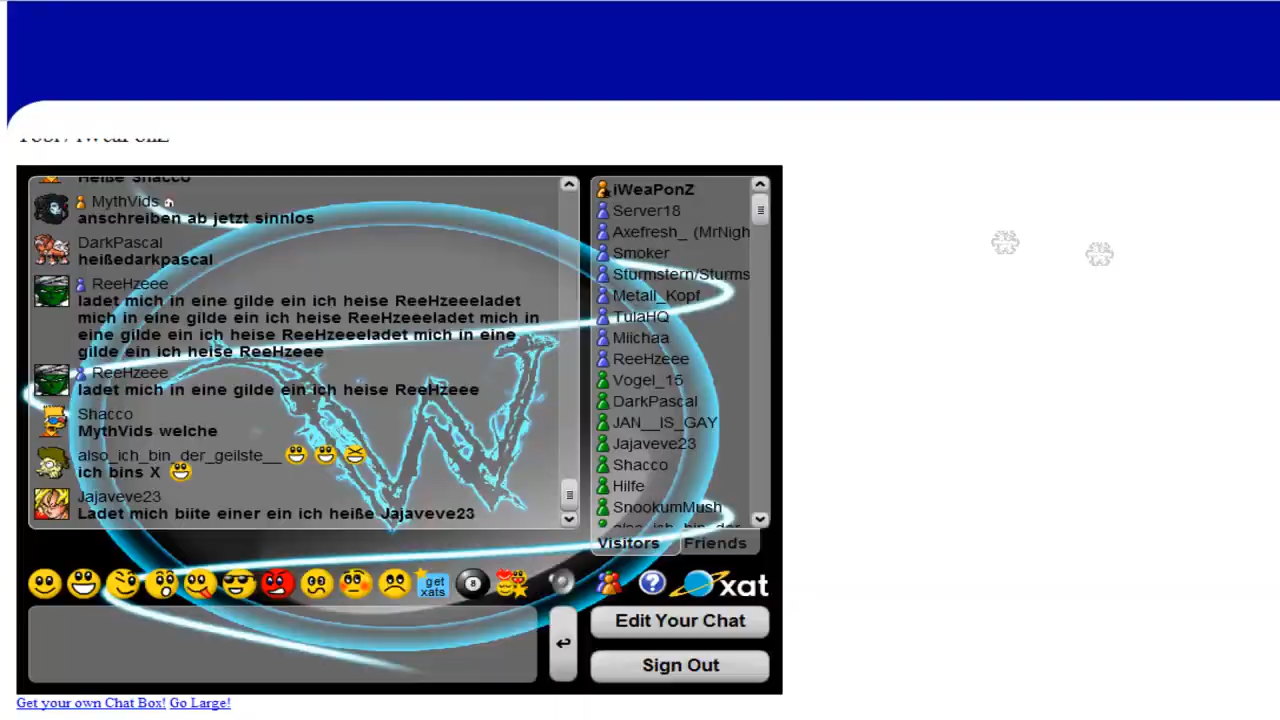 Heiße Shacco
MythVids
anschreiben ab jetzt sinnlos
DarkPascal
heißedarkpascal
ReeHzeee
ladet mich in eine gilde ein ich heise ReeHzeeeladet
mich in eine gilde ein ich heise ReeHzeeeladet mich in
eine gilde ein ich heise ReeHzeeeladet mich in eine
gilde ein ich heise ReeHzeee
ReeHzeee
ladet mich in eine gilde ein ich heise ReeHzeee
Shacco
MythVids welche
also_ich_bin_der_geilste__
ich bins X
Jajaveve23
Ladet mich biite einer ein ich heiße Jajaveve23
iWeaPonZ
Server18
Axefresh_ (MrNigh
Smoker
Sturmstern/Sturms
Metall_Kopf
TulaHQ
Miichaa
ReeHzeee
Vogel_15
DarkPascal
JAN__IS_GAY
Jajaveve23
Shacco
Hilfe
SnookumMush
also_ich_bin_der_
Visitors
Friends
get
xats
8
?
xat
Edit Your Chat
Sign Out
Get your own Chat Box! Go Large!